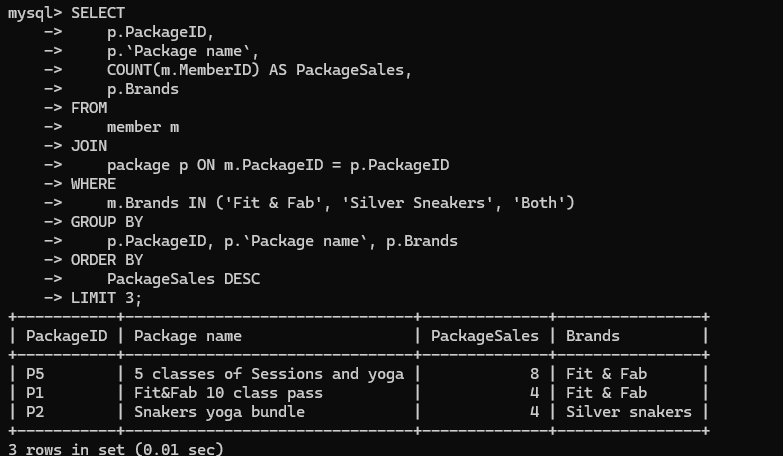 mysql> SELECT
    ->     p.PackageID,
    ->     p.`Package name`,
    ->     COUNT(m.MemberID) AS PackageSales,
    ->     p.Brands
    -> FROM
    ->     member m
    -> JOIN
    ->     package p ON m.PackageID = p.PackageID
    -> WHERE
    ->     m.Brands IN ('Fit & Fab', 'Silver Sneakers', 'Both')
    -> GROUP BY
    ->     p.PackageID, p.`Package name`, p.Brands
    -> ORDER BY
    ->     PackageSales DESC
    -> LIMIT 3;
+-----------+--------------------------------+--------------+----------------+
| PackageID | Package name                   | PackageSales | Brands         |
+-----------+--------------------------------+--------------+----------------+
| P5        | 5 classes of Sessions and yoga |            8 | Fit & Fab      |
| P1        | Fit&Fab 10 class pass          |            4 | Fit & Fab      |
| P2        | Snakers yoga bundle            |            4 | Silver snakers |
+-----------+--------------------------------+--------------+----------------+
3 rows in set (0.01 sec)